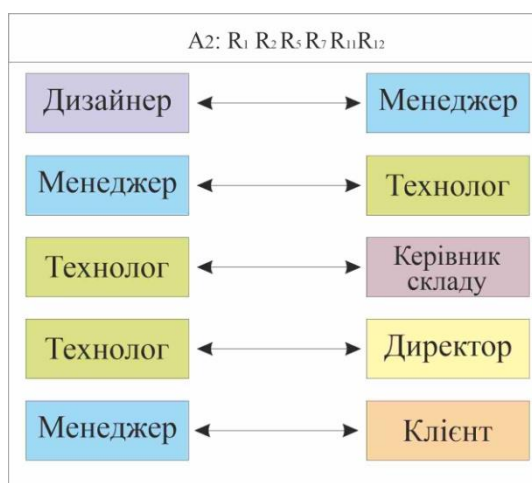 A2: R₁ R₂ R₅ R₇ R₁₁R₁₂
Дизайнер Менеджер
Менеджер Технолог
Технолог Керівник складу
Технолог Директор
Менеджер Клієнт